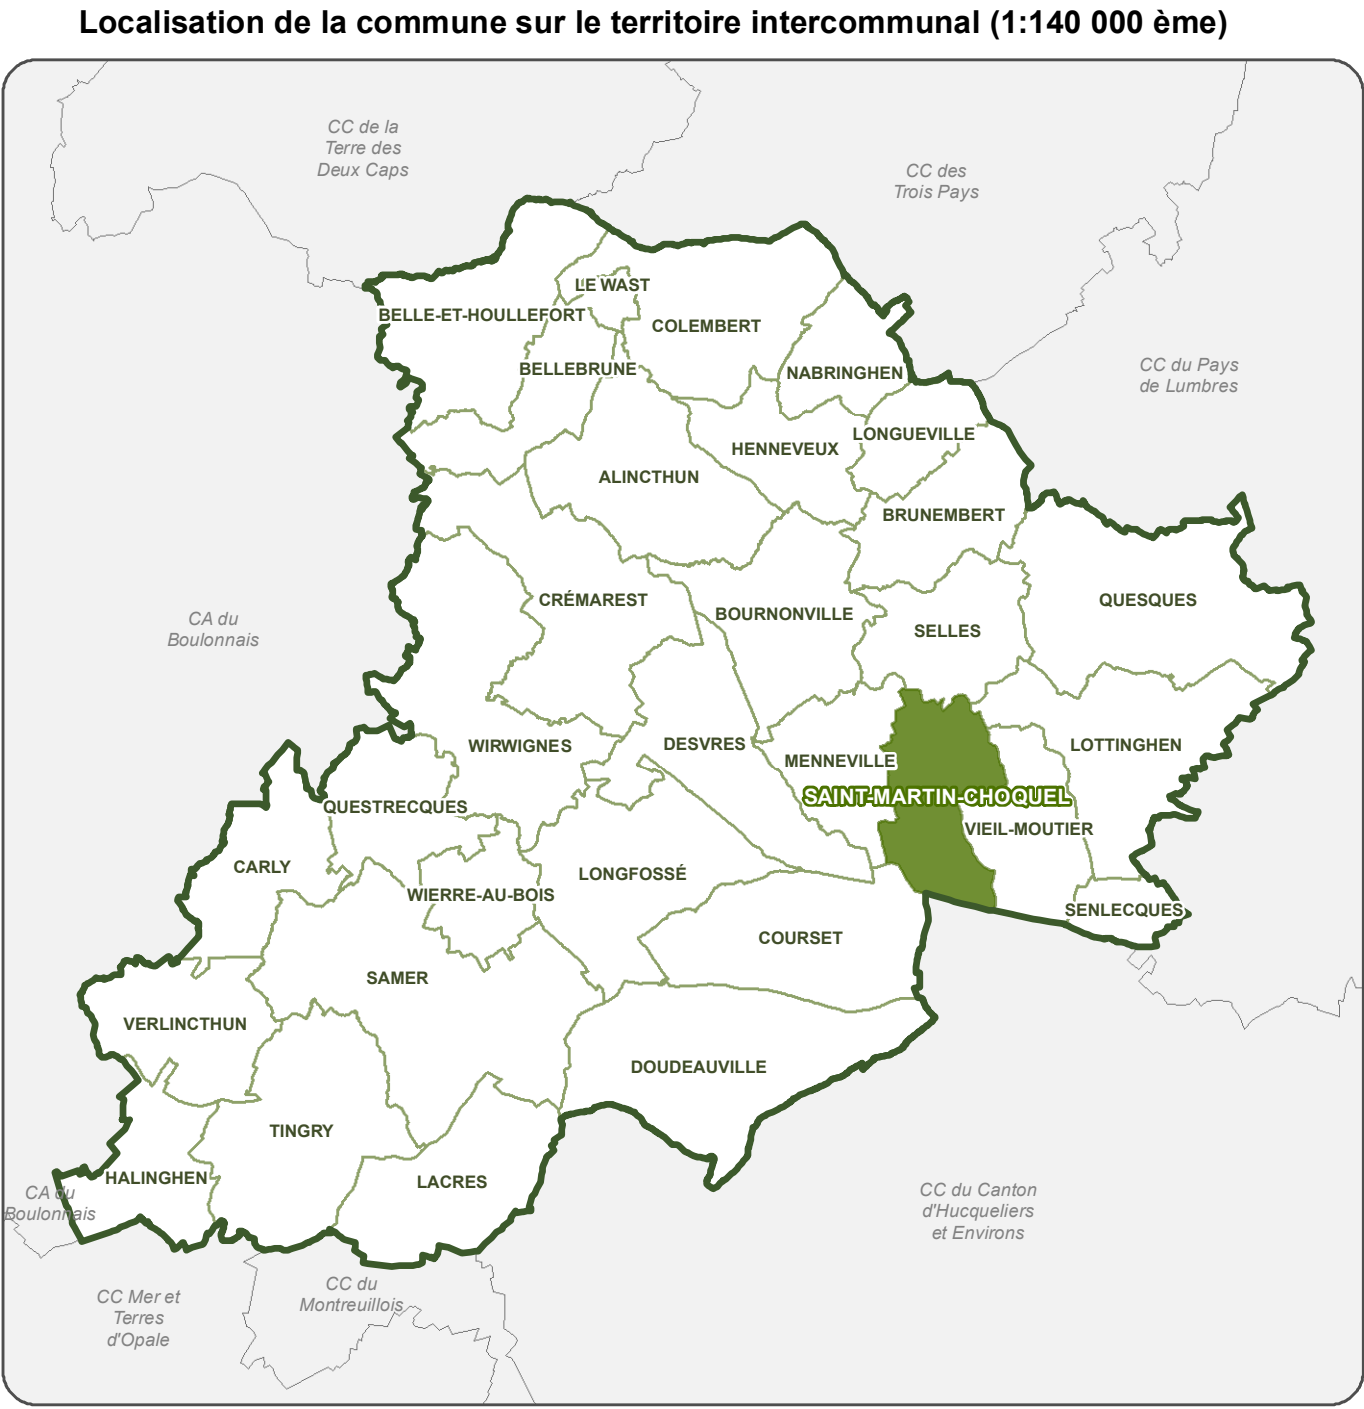 Localisation de la commune sur le territoire intercommunal (1:140 000 ème)
CC de la
Terre des
Deux Caps
CC des
Trois Pays
LE WAST
BELLE-ET-HOULLEFORT
COLEMBERT
BELLEBRUNE
NABRINGHEN
CC du Pays
de Lumbres
LONGUEVILLE
HENNEVEUX
ALINCTHUN
BRUNEMBERT
CRÉMAREST
BOURNONVILLE
QUESQUES
SELLES
CA du
Boulonnais
WIRWIGNES
DESVRES
LOTTINGHEN
MENNEVILLE
SAINT-MARTIN-CHOQUEL
QUESTRECQUES
VIEIL-MOUTIER
CARLY
LONGFOSSÉ
WIERRE-AU-BOIS
SENLECQUES
COURSET
SAMER
VERLINCTHUN
DOUDEAUVILLE
TINGRY
HALINGHEN
LACRES
CA du
Boulonnais
CC du Canton
d'Hucqueliers
et Environs
CC du
Montreuillois
CC Mer et
Terres
d'Opale